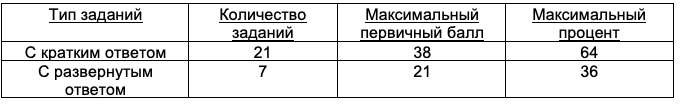 Тип заданий Количество заданий Максимальный первичный балл Максимальный процент
С кратким ответом 21 38 64
С развернутым ответом 7 21 36